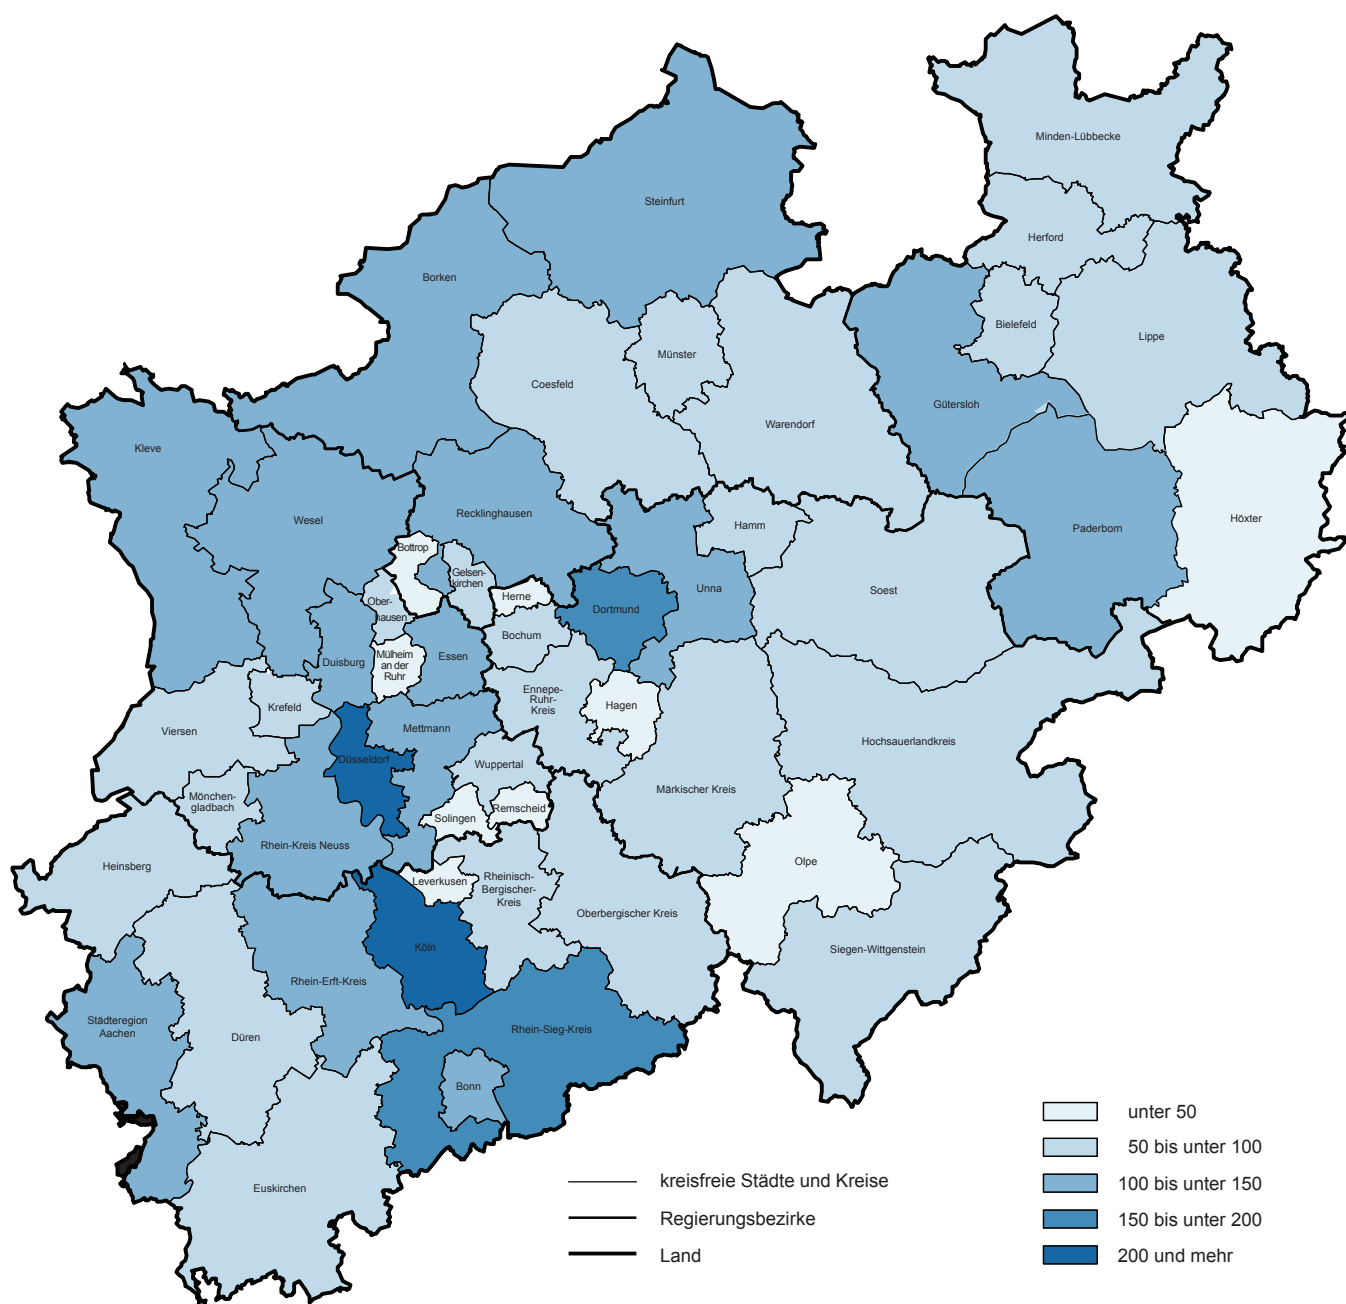 Minden-Lübbecke
Steinfurt
Herford
Borken
Bielefeld
Lippe
Münster
Coesfeld
Gütersloh
Warendorf
Kleve
Wesel
Recklinghausen
Hamm
Paderborn
Höxter
Bottrop
Gelsen-
kirchen
Unna
Soest
Herne
Dortmund
Ober-
hausen
Bochum
Duisburg
Mülheim
an der
Ruhr
Essen
Ennepe-
Ruhr-
Kreis
Hagen
Krefeld
Viersen
Mettmann
Hochsauerlandkreis
Düsseldorf
Wuppertal
Märkischer Kreis
Mönchen-
gladbach
Solingen
Remscheid
Rhein-Kreis Neuss
Heinsberg
Olpe
Leverkusen
Rheinisch-
Bergischer-
Kreis
Oberbergischer Kreis
Köln
Siegen-Wittgenstein
Rhein-Erft-Kreis
Städteregion
Aachen
Düren
Rhein-Sieg-Kreis
Bonn
Euskirchen
kreisfreie Städte und Kreise
Regierungsbezirke
Land
unter 50
50 bis unter 100
100 bis unter 150
150 bis unter 200
200 und mehr